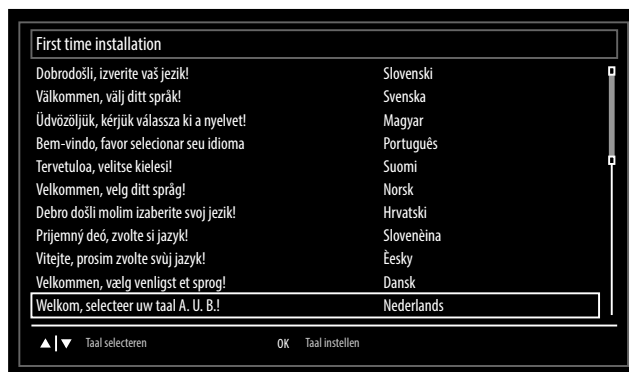 First time installation
Dobrodošli, izverite vaš jezik! Slovenski
Välkommen, välj ditt språk! Svenska
Üdvözöljük, kérjük válassza ki a nyelvet! Magyar
Bem-vindo, favor selecionar seu idioma Português
Tervetuloa, velitse kielesi! Suomi
Velkommen, velg ditt språg! Norsk
Debro došli molim izaberite svoj jezik! Hrvatski
Prijemný deó, zvolte si jazyk! Slovenèina
Vitejte, prosim zvolte svùj jazyk! Èesky
Velkommen, vælg venligst et sprog! Dansk
Welkom, selecteer uw taal A. U. B.! Nederlands
▲|▼ Taal selecteren OK Taal instellen